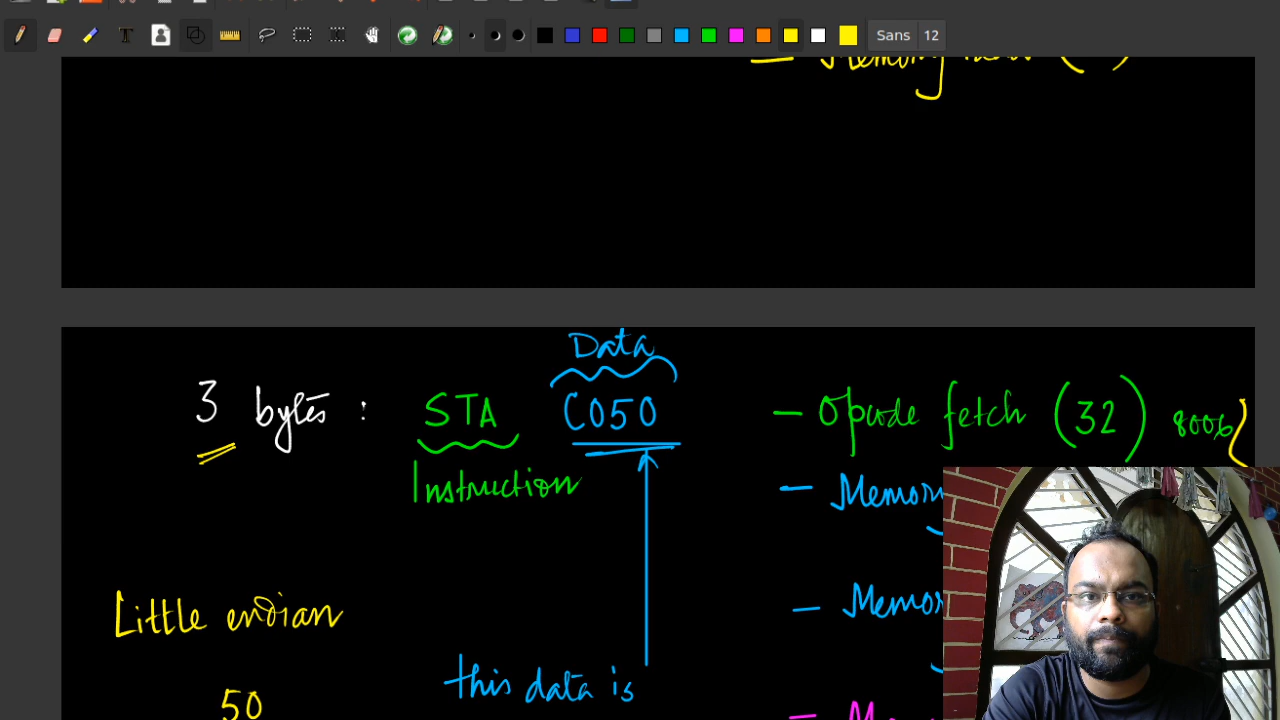 Sans 12
Data
3 bytes : STA C050 - Opcode fetch (32) 8006
Instruction
- Memor
Little endian
- Memor
this data is
50